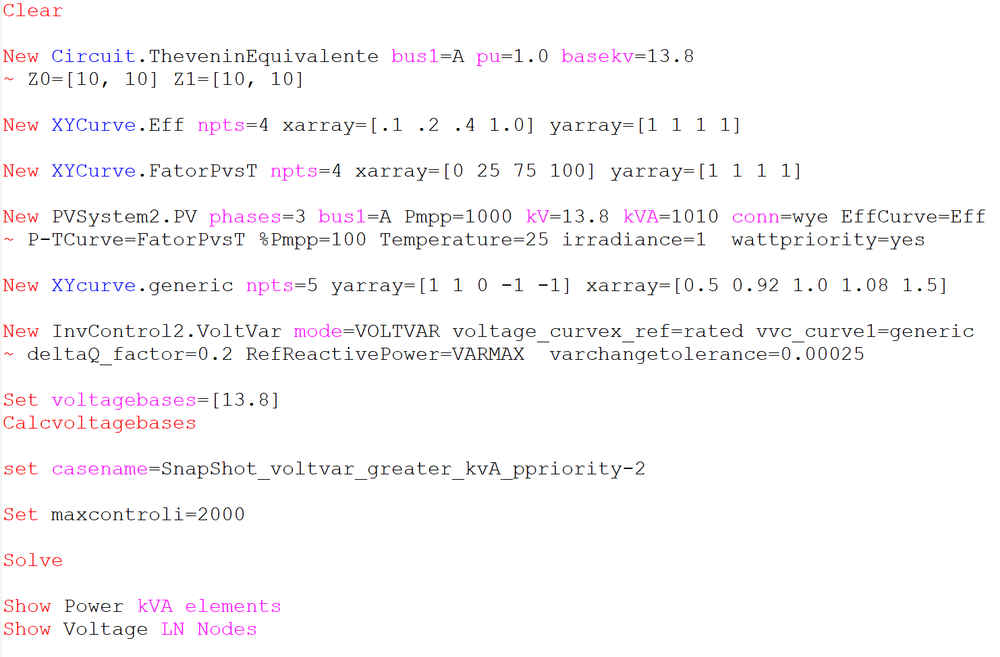 Clear
New Circuit.TheveninEquivalente bus1=A pu=1.0 basekv=13.8
~ Z0=[10, 10] Z1=[10, 10]
New XYCurve.Eff npts=4 xarray=[.1 .2 .4 1.0] yarray=[1 1 1 1]
New XYCurve.FatorPvsT npts=4 xarray=[0 25 75 100] yarray=[1 1 1 1]
New PVSystem2.PV phases=3 bus1=A Pmpp=1000 kV=13.8 kVA=1010 conn=wye EffCurve=Eff
~ P-TCurve=FatorPvsT %Pmpp=100 Temperature=25 irradiance=1  wattpriority=yes
New XYcurve.generic npts=5 yarray=[1 1 0 -1 -1] xarray=[0.5 0.92 1.0 1.08 1.5]
New InvControl2.VoltVar mode=VOLTVAR voltage_curvex_ref=rated vvc_curve1=generic
~ deltaQ_factor=0.2 RefReactivePower=VARMAX  varchangetolerance=0.00025
Set voltagebases=[13.8]
Calcvoltagebases
set casename=SnapShot_voltvar_greater_kvA_ppriority-2
Set maxcontroli=2000
Solve
Show Power kVA elements
Show Voltage LN Nodes